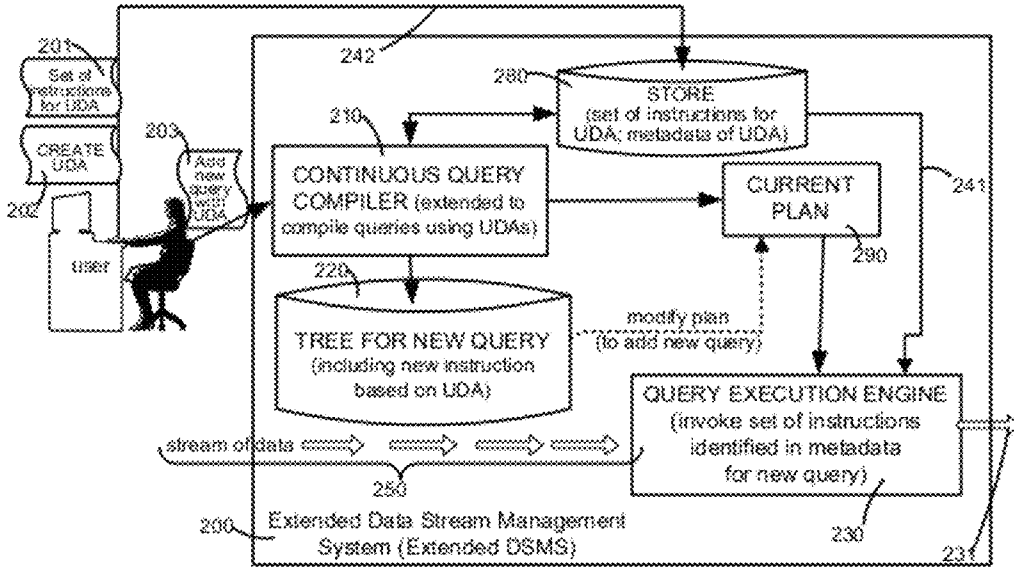 201
Set of
instructions
for UDA
242
CREATE
UDA
202
203
Add
new
query
with
UDA
user
210
CONTINUOUS QUERY
COMPILER (extended to
compile queries using UDAs)
280
STORE
(set of instructions for
UDA; metadata of UDA)
241
CURRENT
PLAN
290
220
TREE FOR NEW QUERY
(including new instruction
based on UDA)
modify plan
(to add new query)
QUERY EXECUTION ENGINE
(invoke set of instructions
identified in metadata
for new query)
230
231
stream of data
250
200
Extended Data Stream Management
System (Extended DSMS)